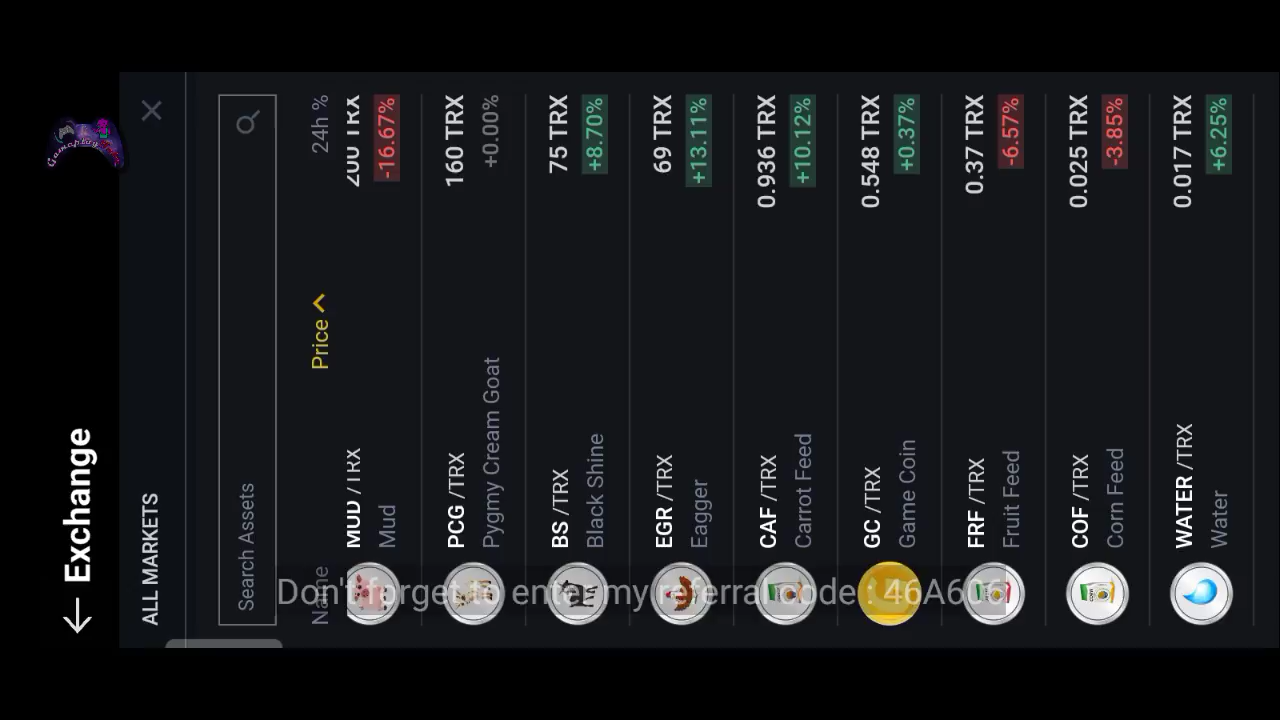 ← Exchange
ALL MARKETS
Search Assets
Name Price 24h %
MUD /TRX 200 TRX
Mud -16.67%
PCG /TRX 160 TRX
Pygmy Cream Goat +0.00%
BS /TRX 75 TRX
Black Shine +8.70%
EGR /TRX 69 TRX
Eagger +13.11%
CAF /TRX 0.936 TRX
Carrot Feed +10.12%
GC /TRX 0.548 TRX
Game Coin +0.37%
FRF /TRX 0.37 TRX
Fruit Feed -6.57%
COF /TRX 0.025 TRX
Corn Feed -3.85%
WATER /TRX 0.017 TRX
Water +6.25%
Don't forget to enter my referral code :
Gameplay